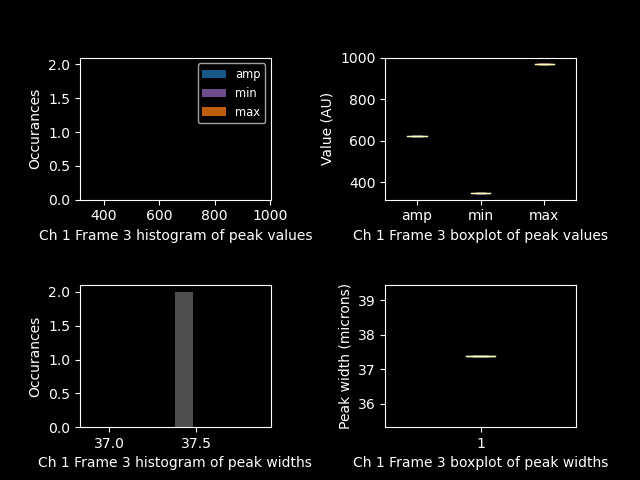 2.0
1.5
1.0
0.5
0.0
Occurances
amp
min
max
400 600 800 1000
Ch 1 Frame 3 histogram of peak values
1000
800
600
400
Value (AU)
amp min max
Ch 1 Frame 3 boxplot of peak values
2.0
1.5
1.0
0.5
0.0
Occurances
37.0 37.5
Ch 1 Frame 3 histogram of peak widths
39
38
37
36
Peak width (microns)
1
Ch 1 Frame 3 boxplot of peak widths